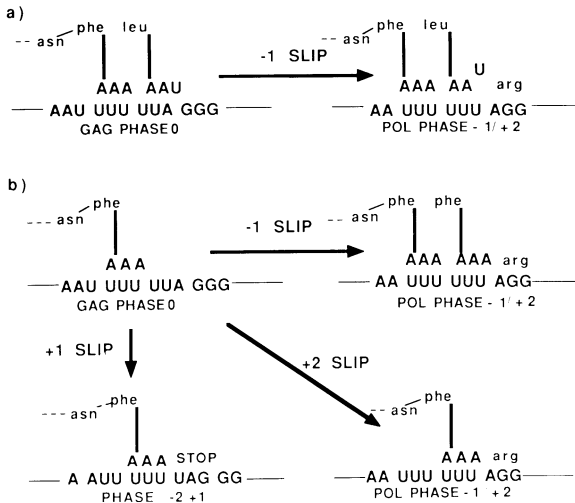 a)
-- asn phe leu
-1 SLIP
-- asn phe leu
AAA AAU
AAA AA U arg
AAU UUU UUA GGG
AA UUUU UUU AGG
GAG PHASE 0
POL PHASE - 1/ + 2
b)
--- asn phe
-1 SLIP
-- asn phe phe
AAA
AAA AAA arg
AAU UUU UUA GGG
AA UUUU UUU AGG
GAG PHASE 0
POL PHASE - 1/ + 2
+1 SLIP
+2 SLIP
--- asn phe
-- asn phe
AAA STOP
AAA arg
A AUU UUU UAG GG
AA UUUU UUU AGG
PHASE -2 +1
POL PHASE - 1 + 2